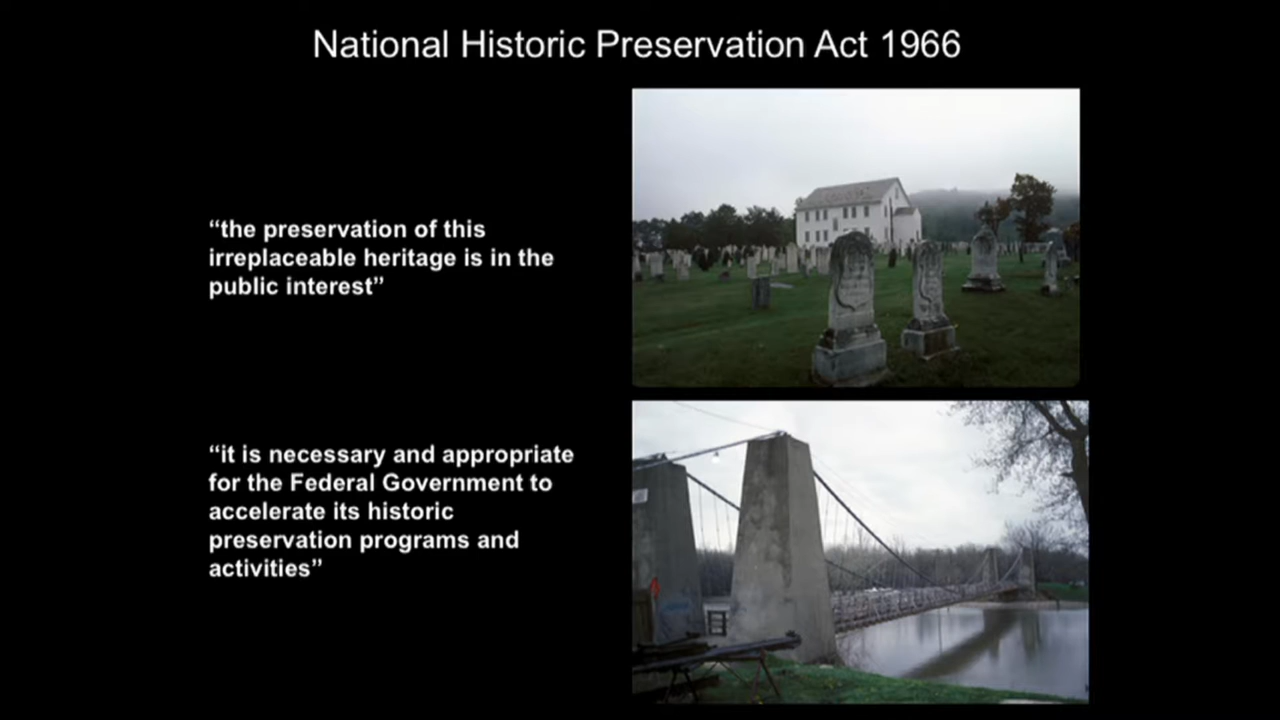 National Historic Preservation Act 1966
“the preservation of this
irreplaceable heritage is in the
public interest”
“it is necessary and appropriate
for the Federal Government to
accelerate its historic
preservation programs and
activities”